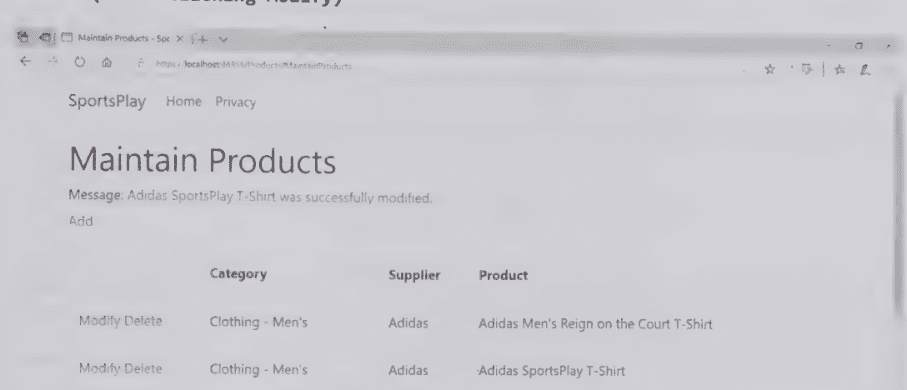 Modify)
Maintain Products - Spc
SportsPlay Home Privacy
Maintain Products
Message: Adidas SportsPlay T-Shirt was successfully modified.
Add
Category Supplier Product
Modify Delete Clothing - Men's Adidas Adidas Men's Reign on the Court T-Shirt
Modify Delete Clothing - Men's Adidas Adidas SportsPlay T-Shirt